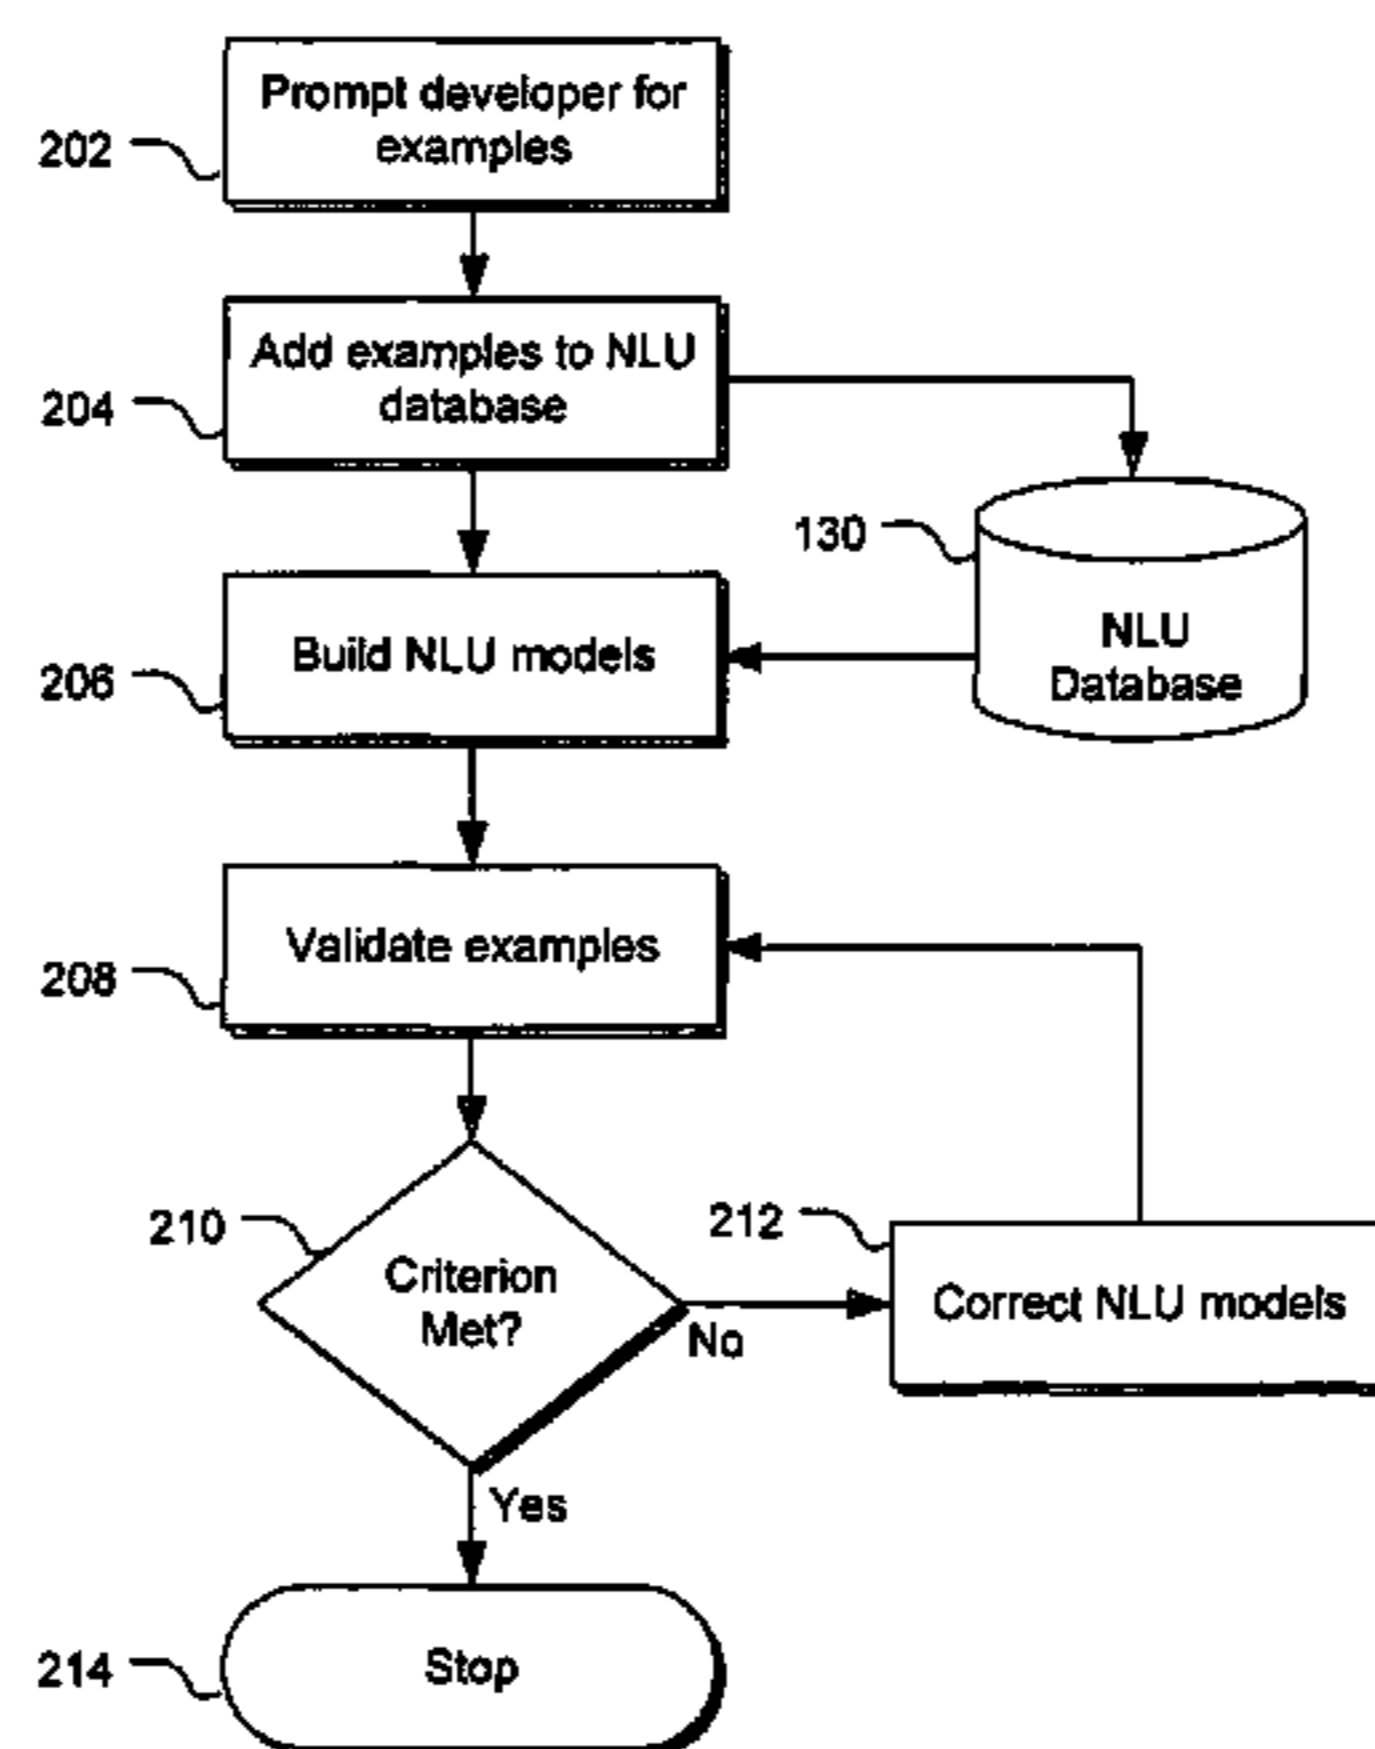 Prompt developer for
examples
202
Add examples to NLU
database
204
130
NLU
Database
Build NLU models
206
Validate examples
208
210
Criterion
Met?
No
212
Correct NLU models
Yes
Stop
214